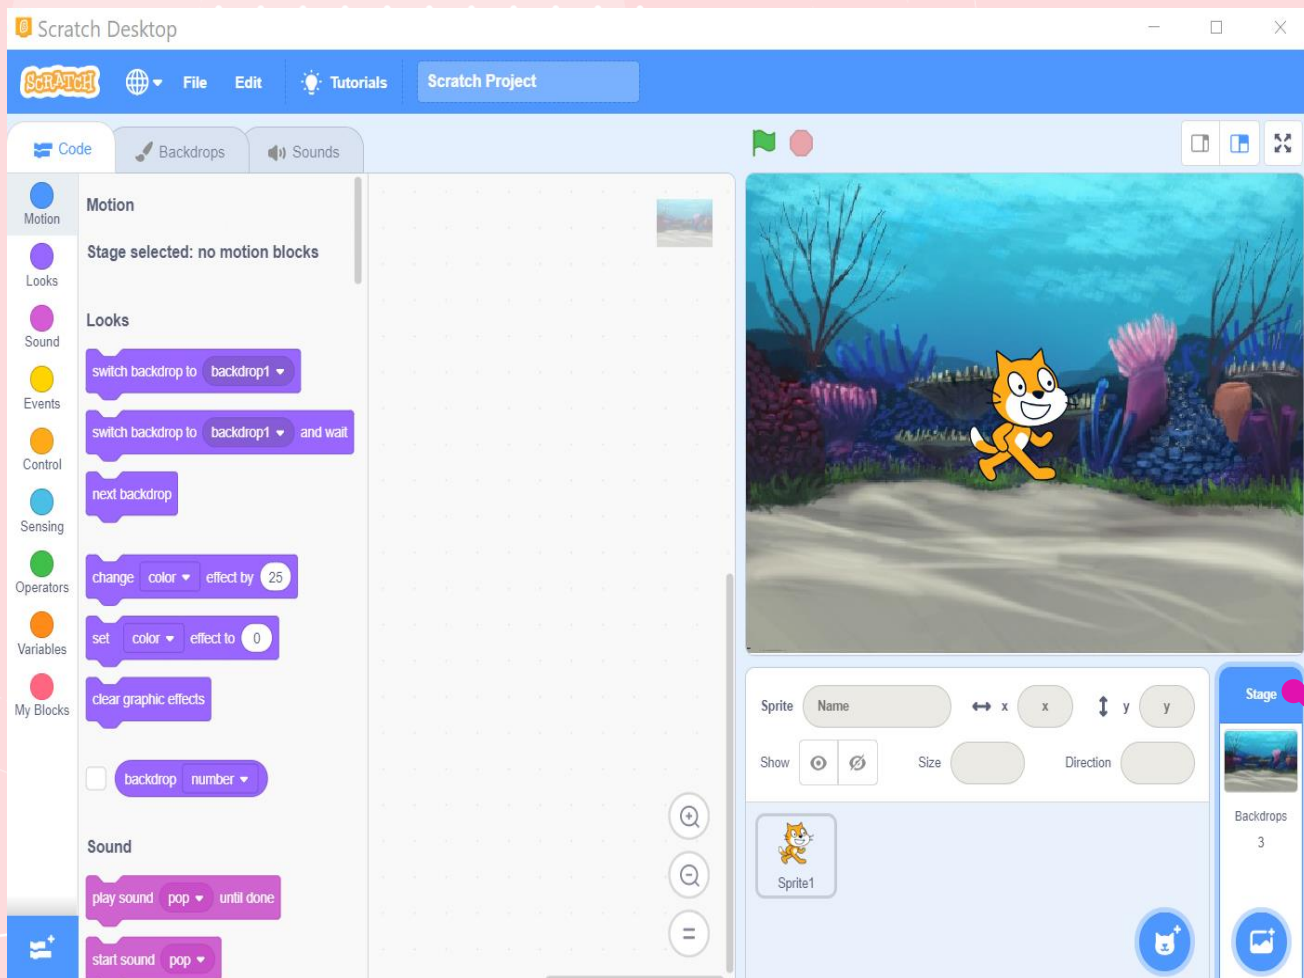 Scratch Desktop
SCRATCH
File
Edit
Tutorials
Scratch Project
Code
Backdrops
Sounds
Motion
Looks
Sound
Events
Control
Sensing
Operators
Variables
My Blocks
Motion
Stage selected: no motion blocks
Looks
switch backdrop to backdrop1
switch backdrop to backdrop1 and wait
next backdrop
change color effect by 25
set color effect to 0
clear graphic effects
backdrop number
Sound
play sound pop until done
start sound pop
Sprite Name x x y y
Show Size Direction
Sprite1
Stage
Backdrops
3